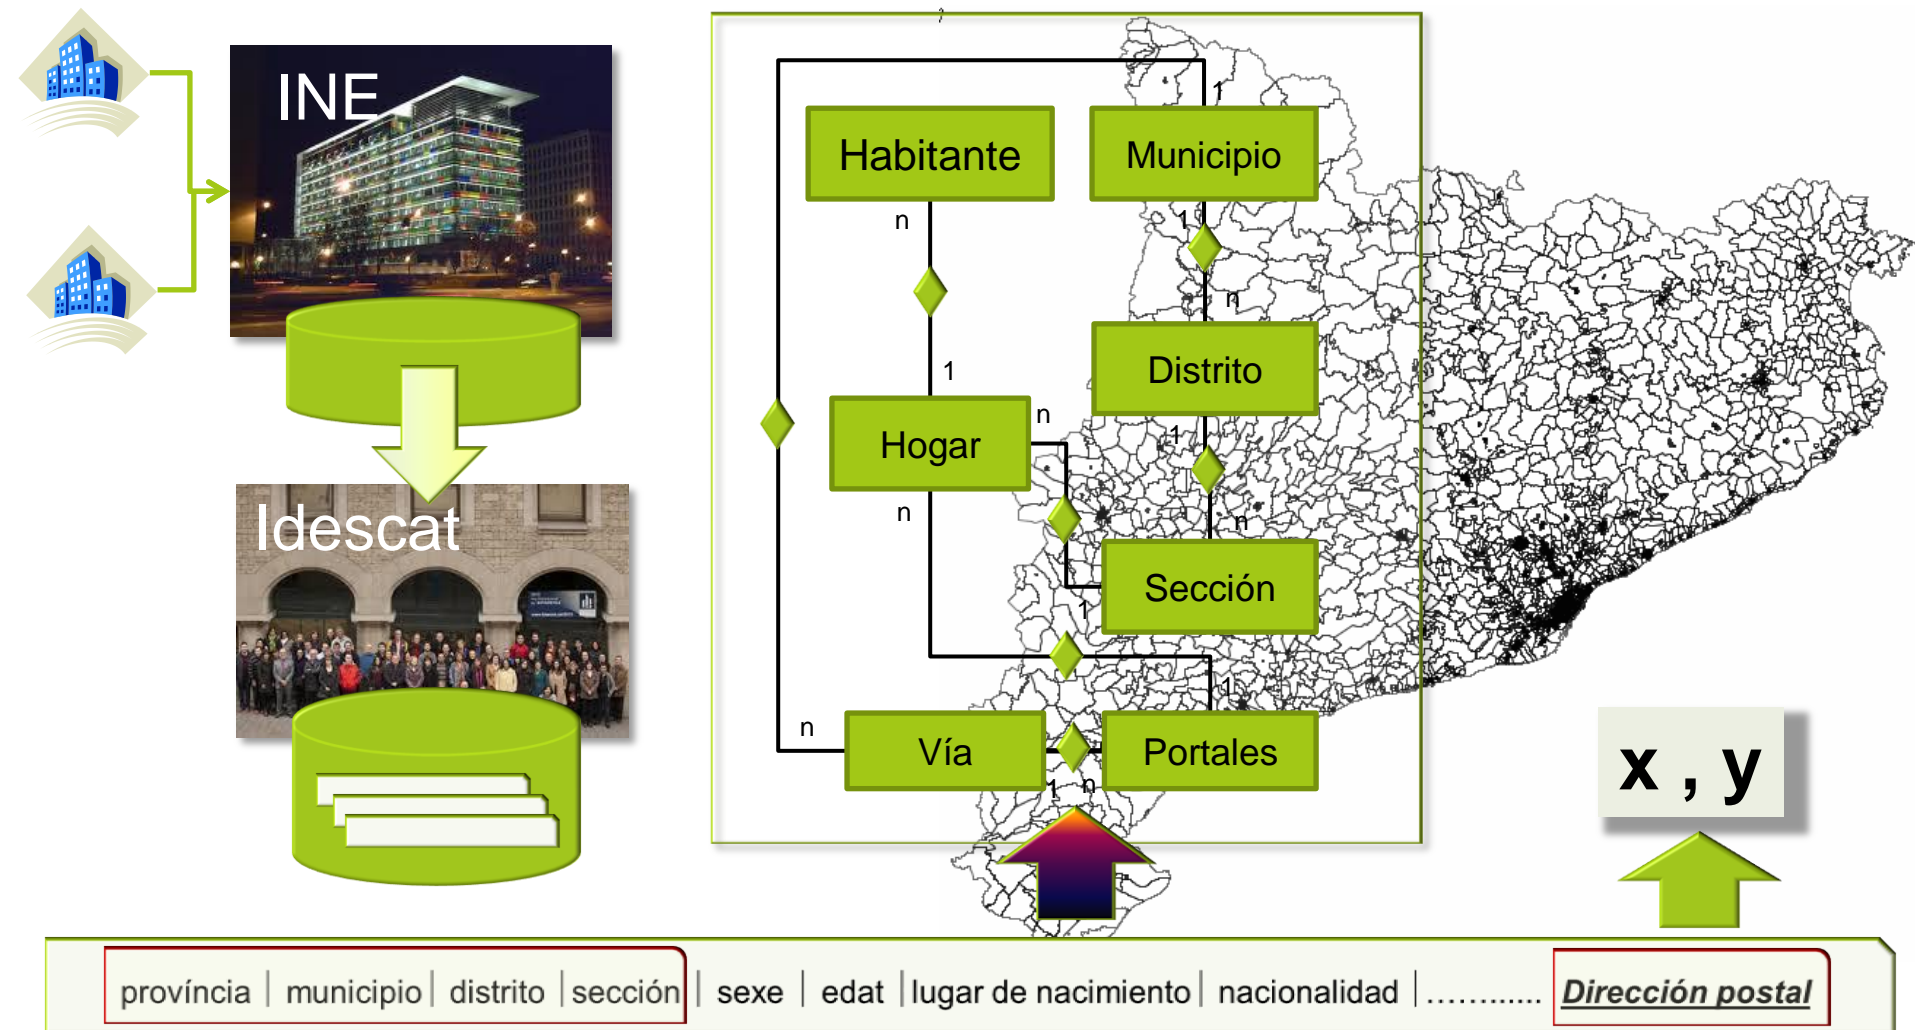 INE
Idescat
1
Habitante
Municipio
n
1
n
1
Distrito
n
1
Hogar
n
n
Sección
1
1
n
Vía
Portales
1
n
x , y
província | municipio | distrito | sección | sexe | edat | lugar de nacimiento | nacionalidad | ............ Dirección postal